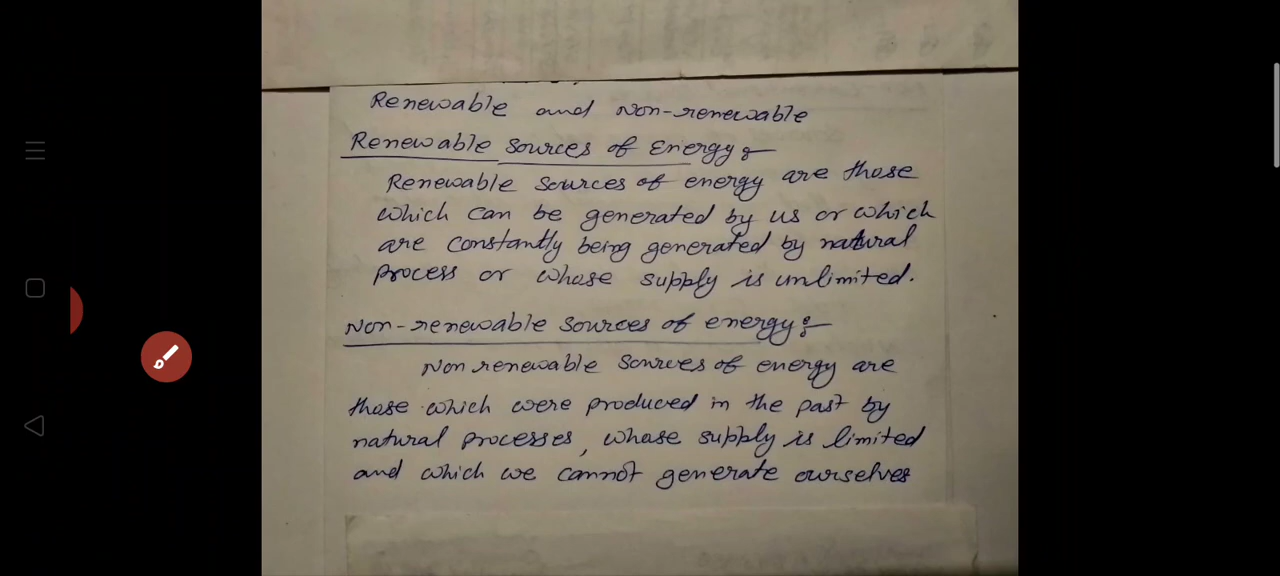 Renewable and Non-renewable
Renewable sources of Energy:-
Renewable sources of energy are those
which can be generated by us or which
are constantly being generated by natural
process or whose supply is unlimited.
Non-renewable sources of energy:-
Non renewable sources of energy are
those which were produced in the past by
natural processes, whose supply is limited
and which we cannot generate ourselves